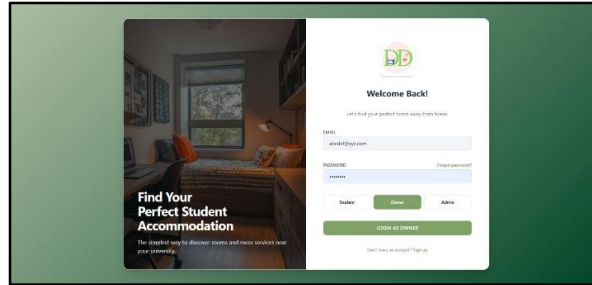 DD
Welcome Back!
Let's find your perfect home away from home.
EMAIL
PASSWORD
Forgot password?
••••••••
Student
Owner
Admin
LOGIN AS OWNER
Don't have an account? Sign up
Find Your
Perfect Student
Accommodation
The simplest way to discover rooms and mess services near
your university.